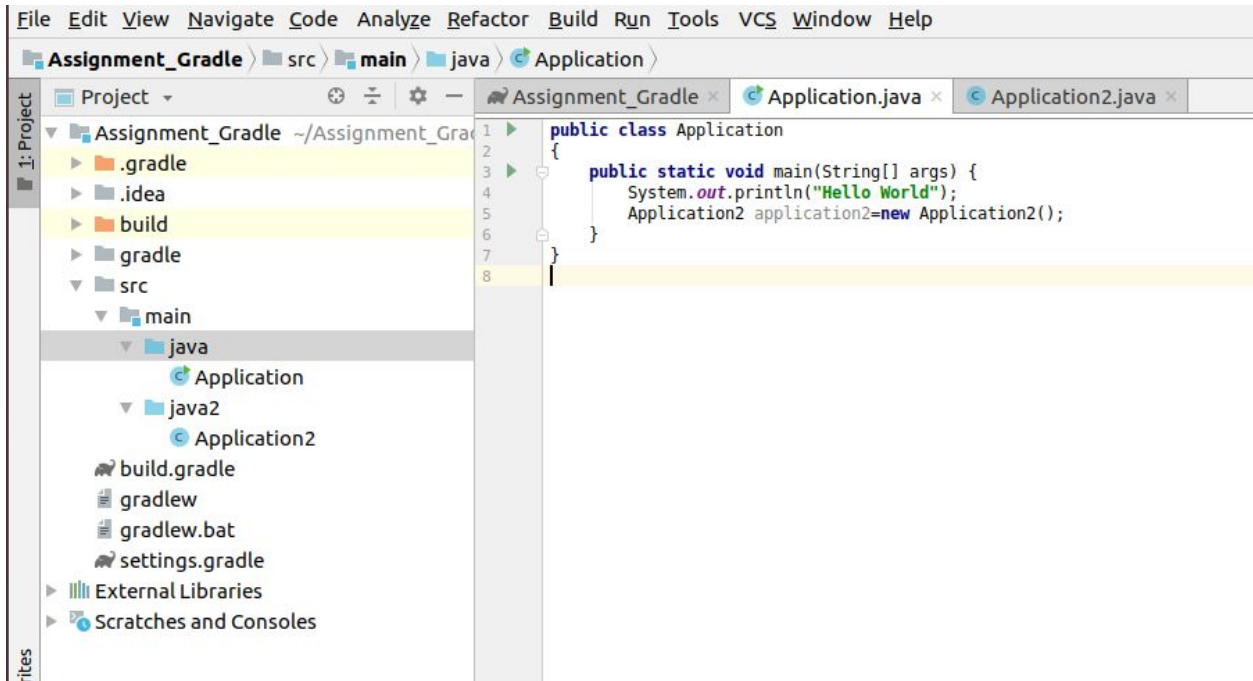 File Edit View Navigate Code Analyze Refactor Build Run Tools VCS Window Help
Assignment_Gradle src main java Application
1: Project
Project
Assignment_Gradle ~/Assignment_Grad
.gradle
.idea
build
gradle
src
main
java
Application
java2
Application2
build.gradle
gradlew
gradlew.bat
settings.gradle
External Libraries
Scratches and Consoles
rites
Assignment_Gradle Application.java Application2.java
1 public class Application
2 {
3 public static void main(String[] args) {
4 System.out.println("Hello World");
5 Application2 application2=new Application2();
6 }
7 }
8